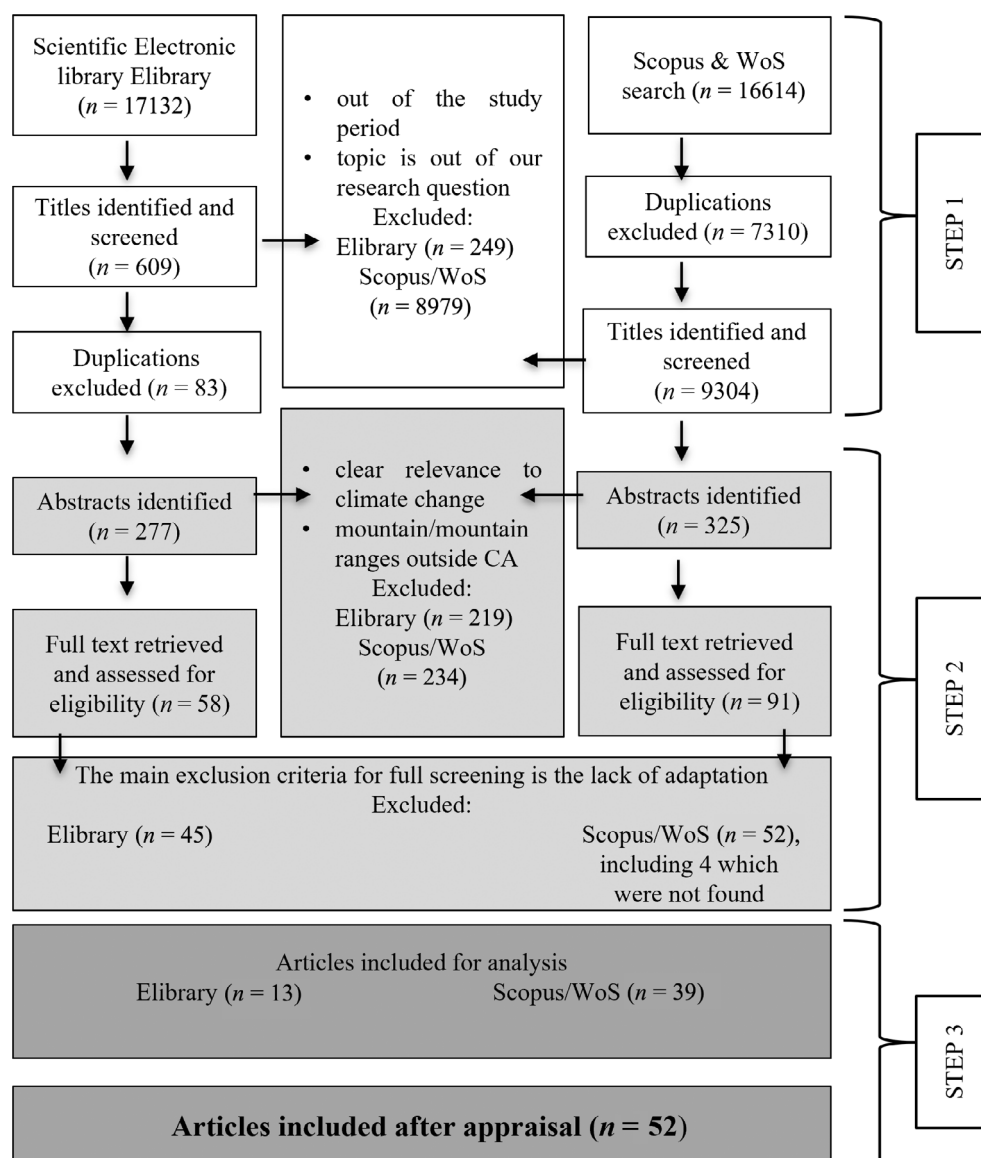 Scientific Electronic
library Elibrary
(n = 17132)
Titles identified and
screened
(n = 609)
Duplications
excluded (n = 83)
• out of the study
period
• topic is out of our
research question
Excluded:
Elibrary (n = 249)
Scopus/WoS
(n = 8979)
Scopus & WoS
search (n = 16614)
Duplications
excluded (n = 7310)
Titles identified and
screened
(n = 9304)
STEP 1
Abstracts identified
(n = 277)
Full text retrieved
and assessed for
eligibility (n = 58)
• clear relevance to
climate change
• mountain/mountain
ranges outside CA
Excluded:
Elibrary (n = 219)
Scopus/WoS
(n = 234)
Abstracts identified
(n = 325)
Full text retrieved
and assessed for
eligibility (n = 91)
The main exclusion criteria for full screening is the lack of adaptation
Excluded:
Elibrary (n = 45)
Scopus/WoS (n = 52),
including 4 which
were not found
STEP 2
Articles included for analysis
Elibrary (n = 13) Scopus/WoS (n = 39)
Articles included after appraisal (n = 52)
STEP 3